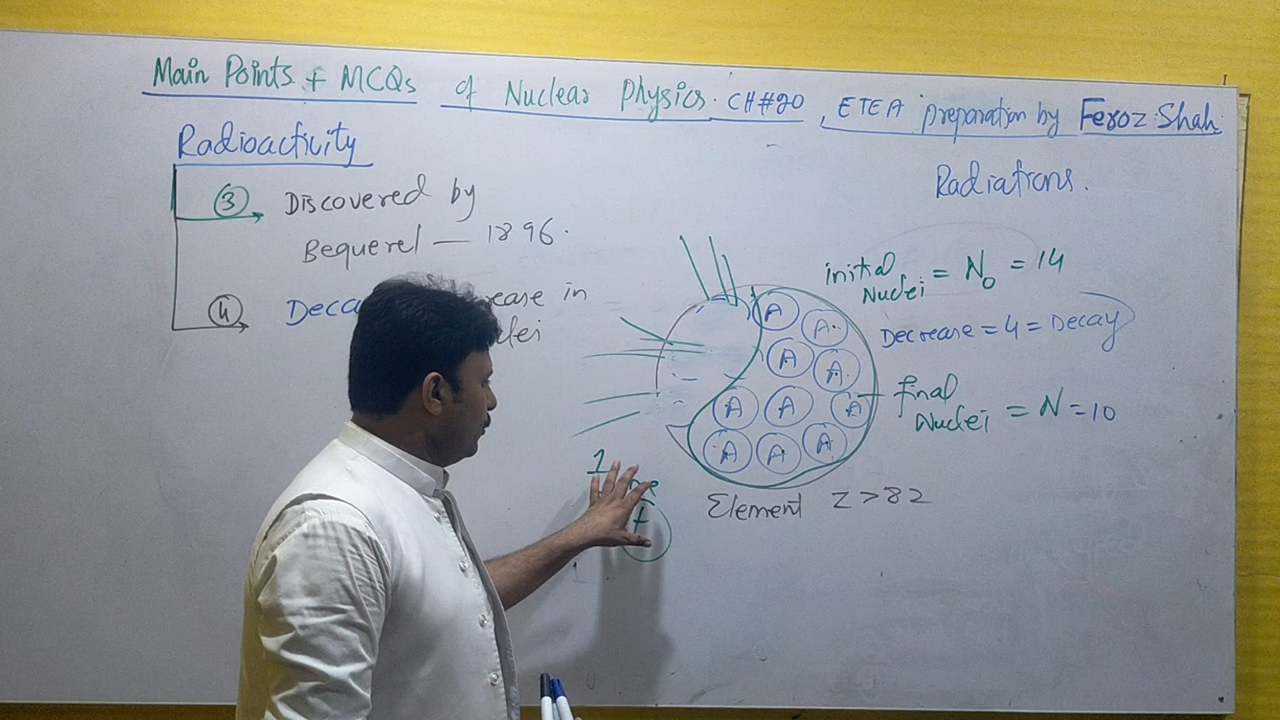 Main Points + MCQs of Nuclear Physics. CH#20, ETEA preparation by Feroz Shah
Radioactivity
3 Discovered by
Bequerel — 1896.
4
Radiations.
initial
Nuclei = N₀ = 14
Decrease = 4 = Decay
final
Nuclei = N = 10
A
A
A
A
A A A
A A A
Element Z > 82
t